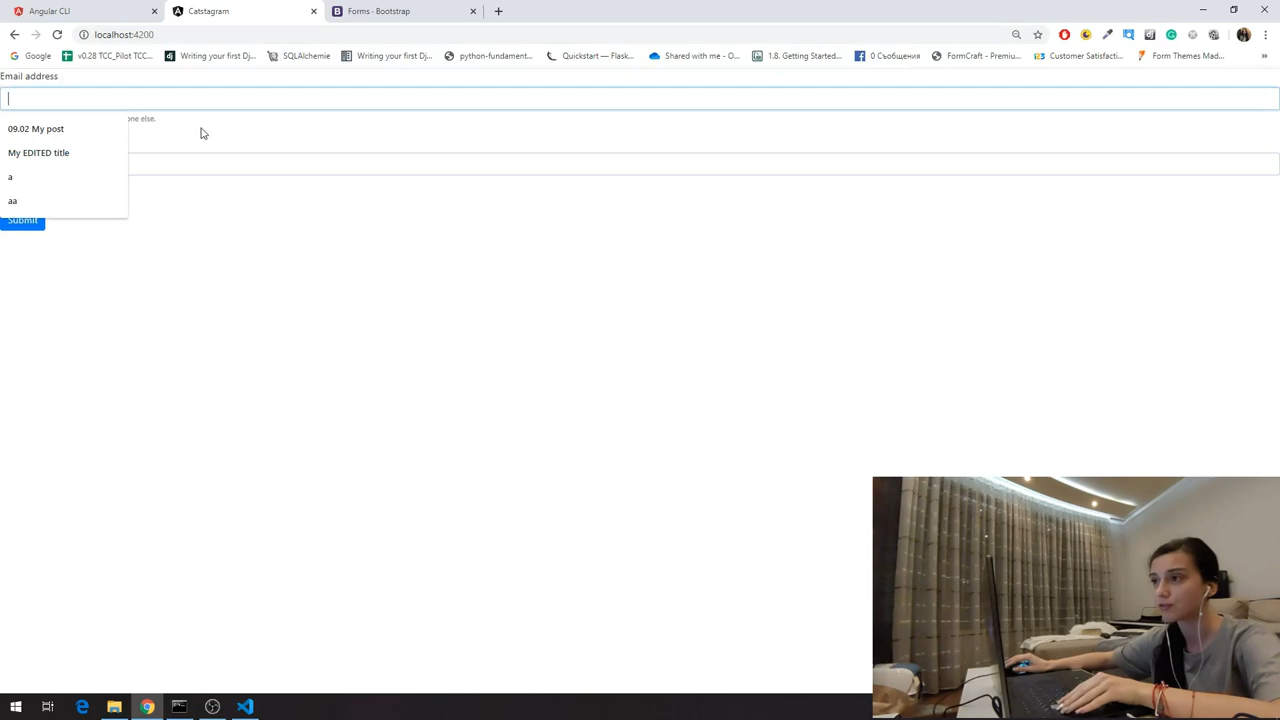 Angular CLI
Catstagram
Forms - Bootstrap
localhost:4200
Google
v0.28 TCC_Pilot TCC...
Writing your first Dj...
SQLAlchemie
Writing your first Dj...
python-fundament...
Quickstart — Flask...
Shared with me - O...
1.8. Getting Started...
0 Съобщения
FormCraft - Premiu...
1.3. Customer Satisfacti...
Form Themes Mad...
Email address
one else.
09.02 My post
My EDITED title
a
aa
Submit